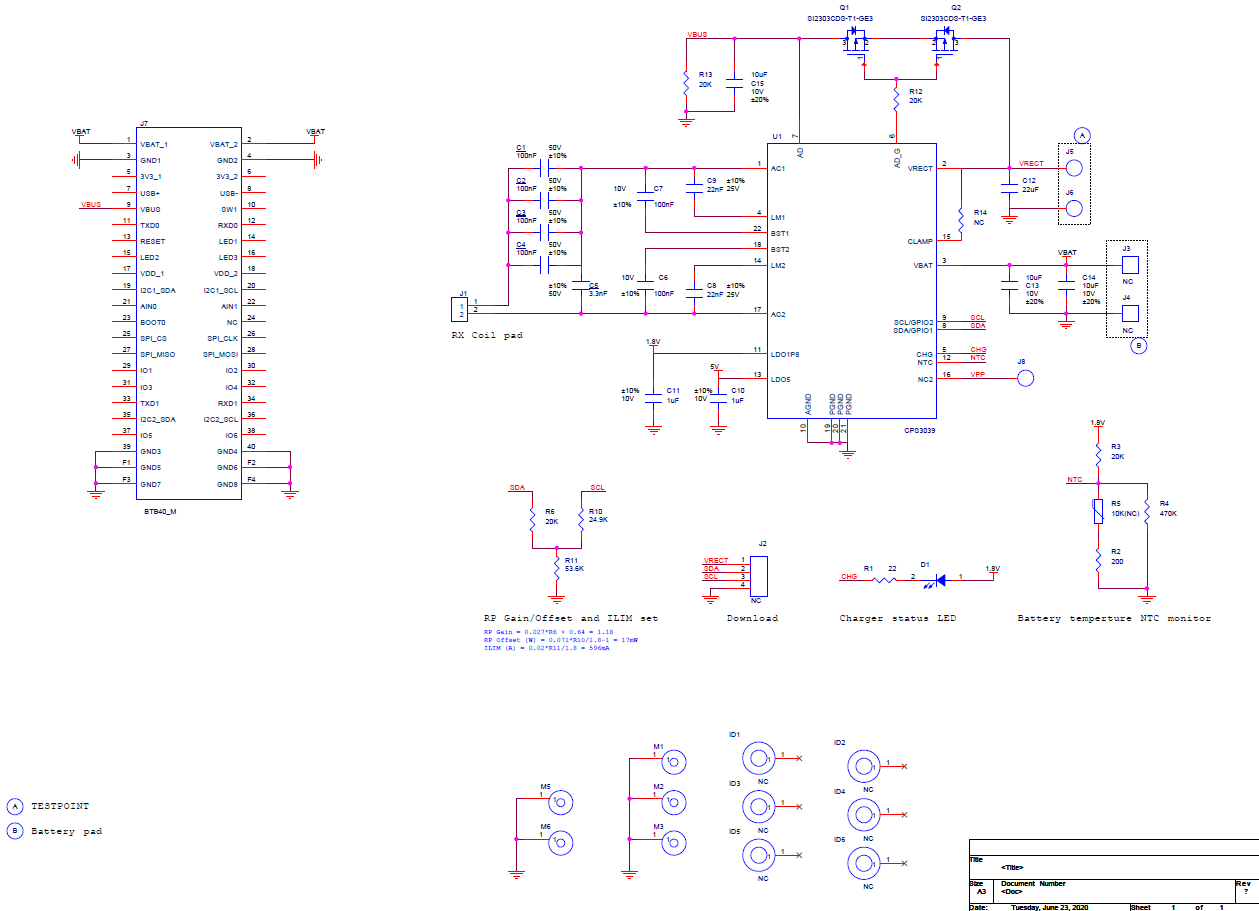 Q1
SI2303CDS-T1-GE3
Q2
SI2303CDS-T1-GE3
VBUS
3
2
1
2
3
1
R13
20K
10uF
C15
10V
±20%
R12
20K
J7
VBAT
VBAT
1 VBAT_1 VBAT_2 2
3 GND1 GND2 4
5 3V3_1 3V3_2 6
7 USB+ USB- 8
VBUS 9 VBUS SW1 10
11 TXD0 RXD0 12
13 RESET LED1 14
15 LED2 LED3 16
17 VDD_1 VDD_2 18
19 I2C1_SDA I2C1_SCL 20
21 AIN0 AIN1 22
23 BOOT0 NC 24
25 SPI_CS SPI_CLK 26
27 SPI_MISO SPI_MOSI 28
29 IO1 IO2 30
31 IO3 IO4 32
33 TXD1 RXD1 34
35 I2C2_SDA I2C2_SCL 36
37 IO5 IO6 38
39 GND3 GND4 40
F1 GND5 GND6 F2
F3 GND7 GND8 F4
BTB40_M
C1
100nF
50V
±10%
C2
100nF
50V
±10%
C3
100nF
50V
±10%
C4
100nF
50V
±10%
±10%
50V
C5
3.3nF
J1
1 1
2 2
RX Coil pad
10V
±10%
C7
100nF
C9
22nF
±10%
25V
10V
±10%
C6
100nF
C8
22nF
±10%
25V
U1
7 AD
6 AD_G
1 AC1
4 LM1
22 BST1
18 BST2
14 LM2
17 AC2
11 LDO1P8
13 LDO5
VRECT 2
CLAMP 15
VBAT 3
SCL/GPIO2 9 SCL
SDA/GPIO1 8 SDA
CHG 5 CHG
NTC 12 NTC
NC2 16 VPP
J8
AGND 10
PGND 19
PGND 20
PGND 21
CPS3039
1.8V
±10%
10V
C11
1uF
5V
±10%
10V
C10
1uF
A
J5
VRECT
C12
22uF
J6
R14
NC
VBAT
10uF
C13
10V
±20%
C14
10uF
10V
±20%
J3
NC
J4
NC
B
1.8V
R3
20K
NTC
R5
10K(NC)
R4
470K
R2
200
Battery temperture NTC monitor
SDA
SCL
R6
20K
R10
24.9K
R11
53.6K
RP Gain/Offset and ILIM set
RP Gain = 0.027*R6 + 0.64 = 1.18
RP Offset (W) = 0.071*R10/1.8-1 = 17mW
ILIM (A) = 0.02*R11/1.8 = 596mA
J2
VRECT 1
SDA 2
SCL 3
4
NC
Download
CHG
R1 22
2
D1
1
1.8V
Charger status LED
M1
1 1
M2
1 1
M3
1 1
M5
1 1
M6
1 1
ID1
1 1
NC
ID2
1 1
NC
ID3
1 1
NC
ID4
1 1
NC
ID5
1 1
NC
ID6
1 1
NC
A TESTPOINT
B Battery pad
Title
<Title>
Size
A3
Document Number
<Doc>
Rev
?
Date: Tuesday, June 23, 2020 Sheet 1 of 1